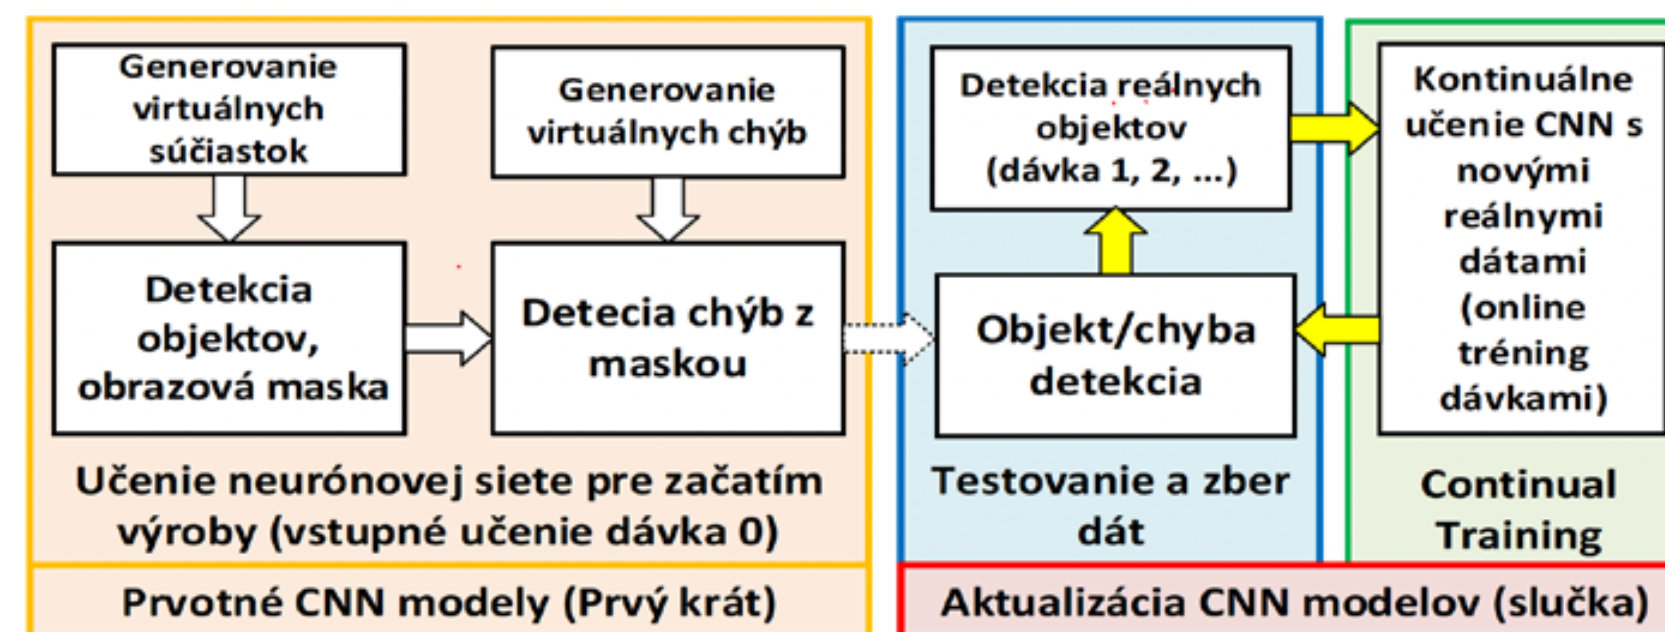 Generovanie
virtuálnych
súčiastok
Generovanie
virtuálnych chýb
Detekcia
objektov,
obrazová maska
Detecia chýb z
maskou
Učenie neurónovej siete pre začatím
výroby (vstupné učenie dávka 0)
Prvotné CNN modely (Prvý krát)
Detekcia reálnych
objektov
(dávka 1, 2, ...)
Objekt/chyba
detekcia
Testovanie a zber
dát
Kontinuálne
učenie CNN s
novými
reálnymi
dátami
(online
tréning
dávkami)
Continual
Training
Aktualizácia CNN modelov (slučka)